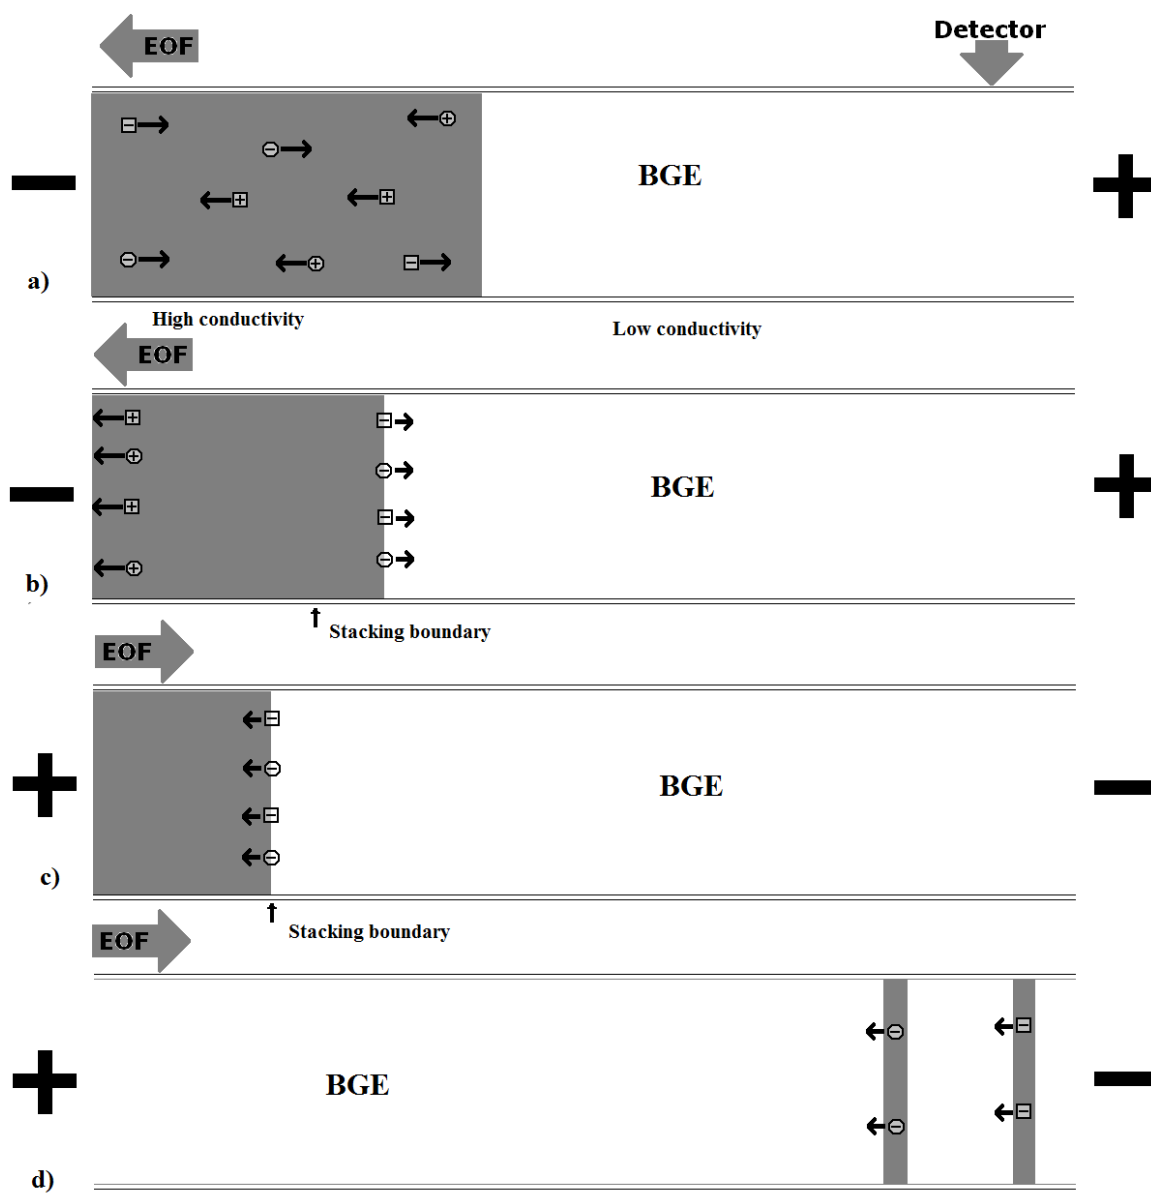 Detector
EOF
BGE
a)
High conductivity
Low conductivity
EOF
BGE
b)
Stacking boundary
EOF
BGE
c)
Stacking boundary
EOF
BGE
d)